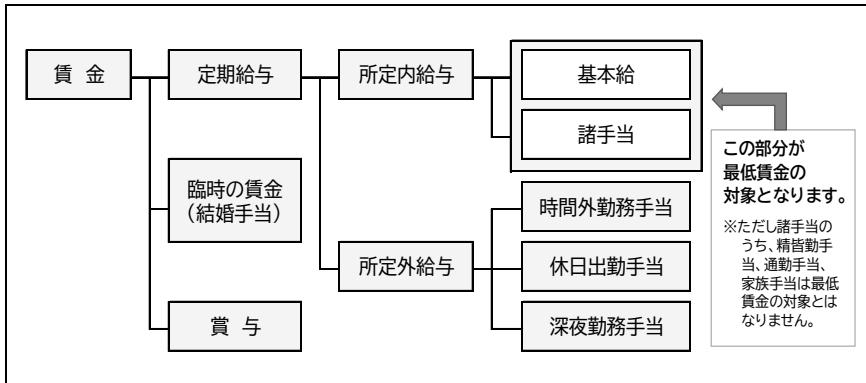 賃 金
定期給与
所定内給与
基本給
諸手当
臨時の賃金
（結婚手当）
所定外給与
時間外勤務手当
休日出勤手当
深夜勤務手当
賞 与
この部分が
最低賃金の
対象となります。
※ただし諸手当の
うち、精皆勤手
当、通勤手当、
家族手当は最低
賃金の対象とは
なりません。